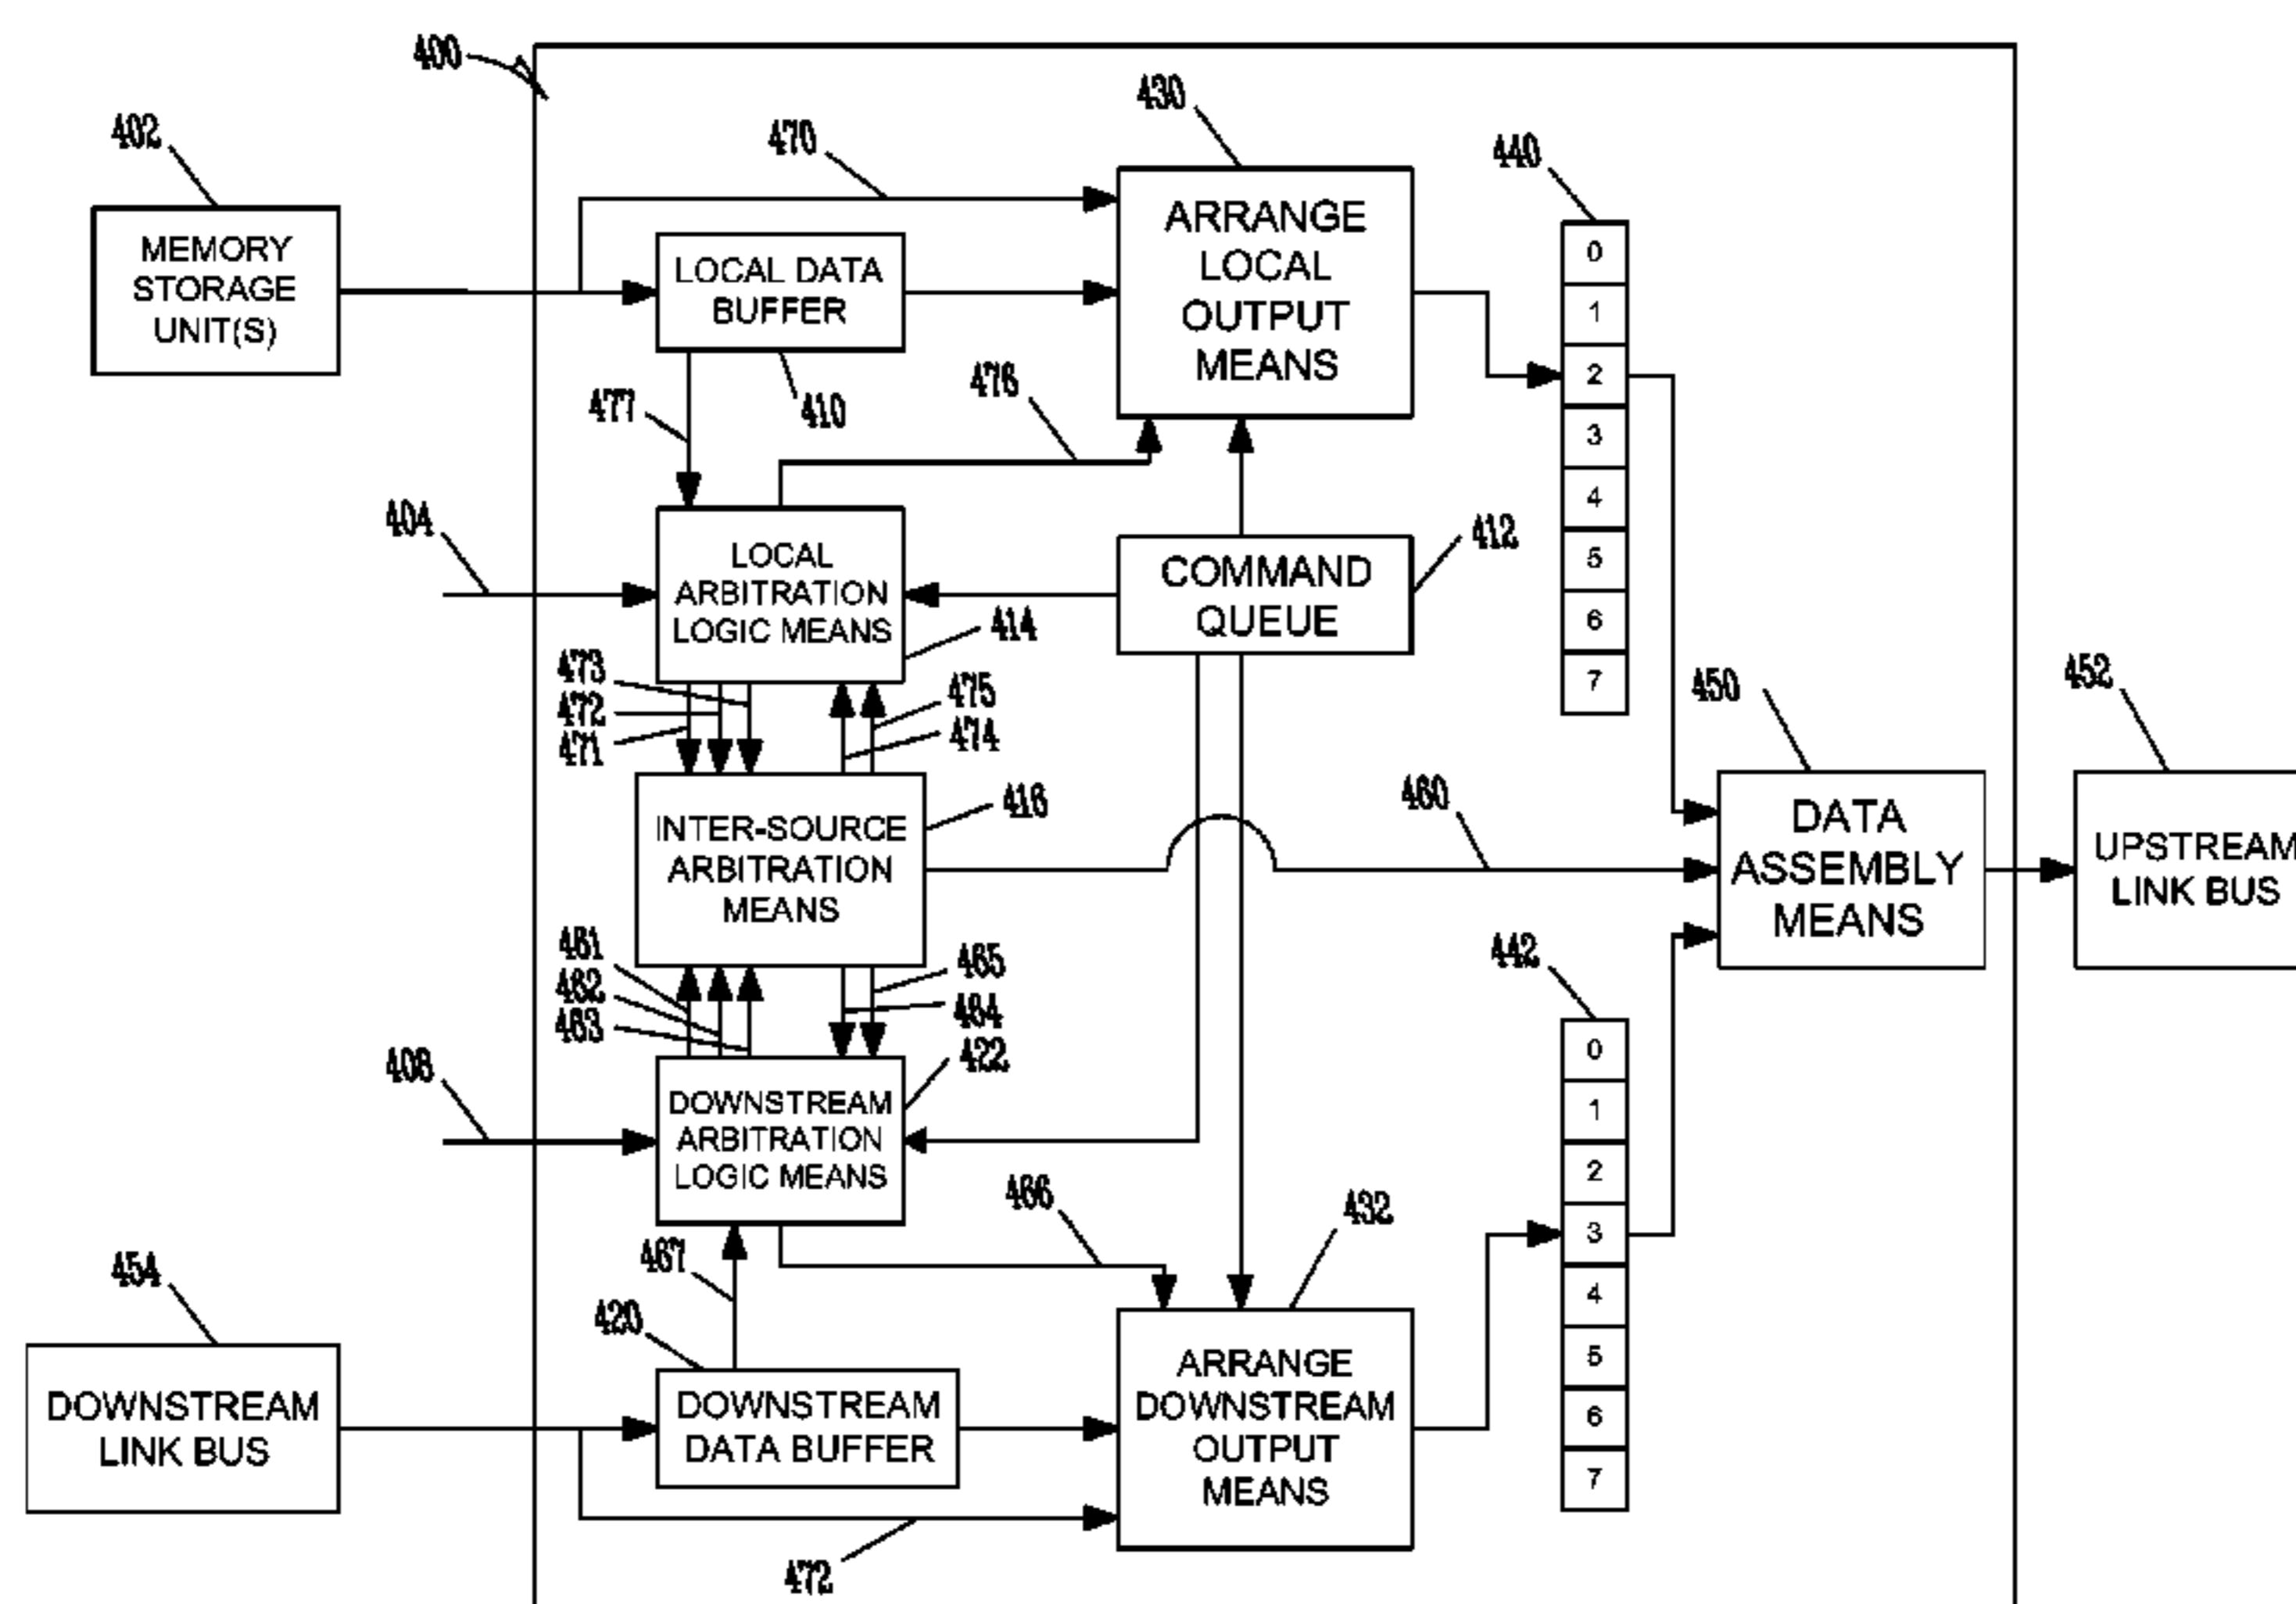 400
430
402
470
440
MEMORY
STORAGE
UNIT(S)
LOCAL DATA
BUFFER
ARRANGE
LOCAL
OUTPUT
MEANS
0
1
2
3
4
5
6
7
477
410
476
404
LOCAL
ARBITRATION
LOGIC MEANS
COMMAND
QUEUE
412
414
473
472
471
475
474
450
452
INTER-SOURCE
ARBITRATION
MEANS
416
460
DATA
ASSEMBLY
MEANS
UPSTREAM
LINK BUS
461
462
463
465
464
422
442
408
DOWNSTREAM
ARBITRATION
LOGIC MEANS
0
1
2
3
4
5
6
7
466
432
467
454
420
DOWNSTREAM
LINK BUS
DOWNSTREAM
DATA BUFFER
ARRANGE
DOWNSTREAM
OUTPUT
MEANS
472